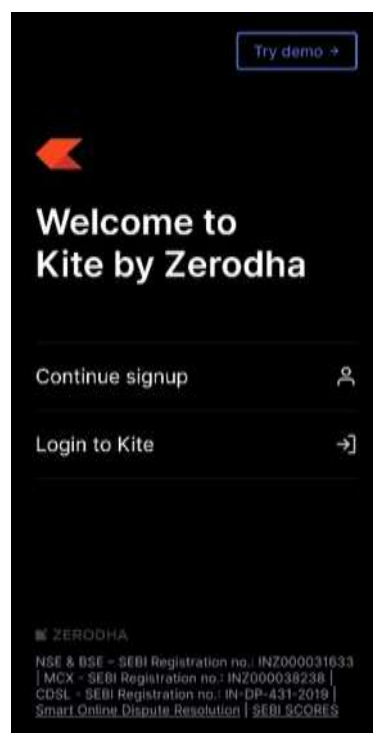 Try demo →
Welcome to
Kite by Zerodha
Continue signup
Login to Kite
ZERODHA
NSE & BSE - SEBI Registration no.: INZ000031633
| MCX - SEBI Registration no.: INZ000038238 |
CDSL - SEBI Registration no.: IN-DP-431-2019 |
Smart Online Dispute Resolution | SEBI SCORES